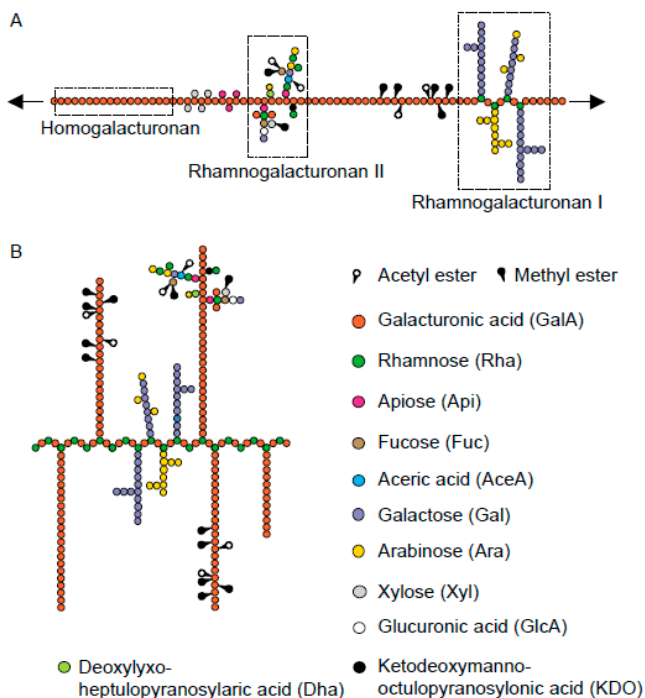 A
Homogalacturonan
Rhamnogalacturonan II
Rhamnogalacturonan I
B
Acetyl ester
Methyl ester
Galacturonic acid (GalA)
Rhamnose (Rha)
Apiose (Api)
Fucose (Fuc)
Aceric acid (AceA)
Galactose (Gal)
Arabinose (Ara)
Xylose (Xyl)
Glucuronic acid (GlcA)
Deoxylyxo-
heptulopyranosylaric acid (Dha)
Ketodeoxymanno-
octulopyranosylonic acid (KDO)